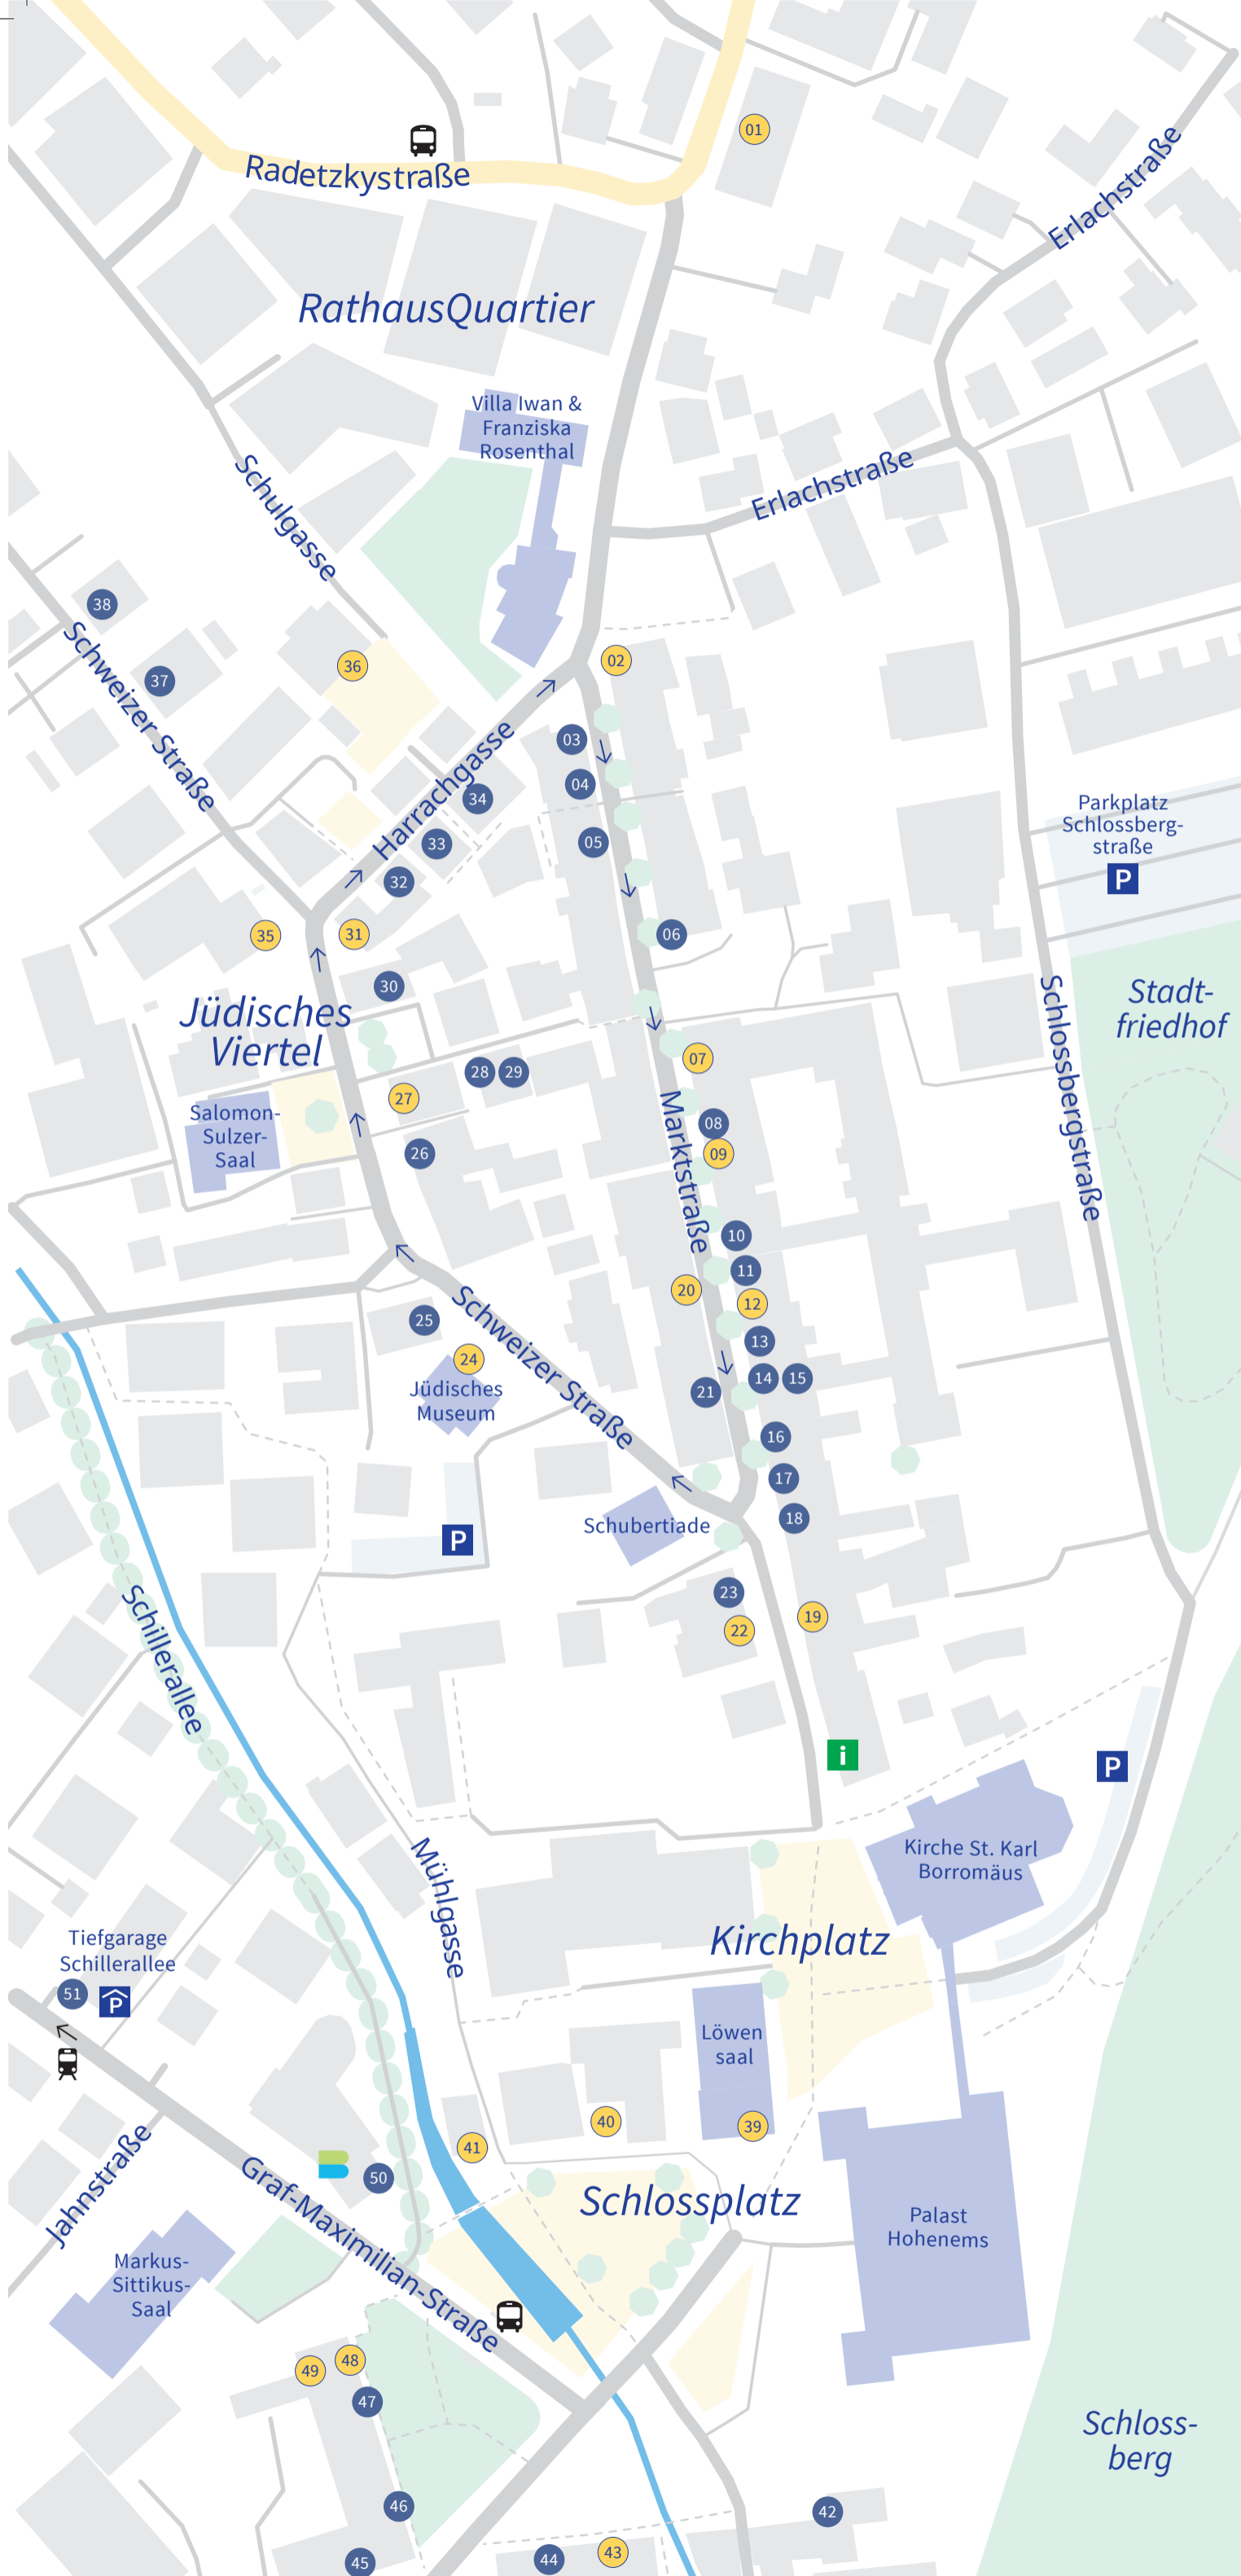 01
Radetzkystraße
Erlachstraße
RathausQuartier
Villa Iwan &
Franziska
Rosenthal
Erlachstraße
Schulgasse
38
36
02
37
Schweizer Straße
Harrachgasse
03
04
34
33
05
32
Parkplatz
Schlossberg-
straße
P
35
31
06
30
Jüdisches
Viertel
Stadt-
friedhof
Schlossbergstraße
07
28
29
27
Salomon-
Sulzer-
Saal
Marktstraße
08
09
26
10
11
20
12
25
Schweizer Straße
13
24
Jüdisches
Museum
14
15
21
16
17
18
Schubertiade
P
23
19
22
Schillerallee
i
P
Mühlgasse
Kirche St. Karl
Borromäus
Kirchplatz
Tiefgarage
Schillerallee
51
P
Löwen
saal
40
39
41
Jahnstraße
50
Graf-Maximilian-Straße
Schlossplatz
Palast
Hohenems
Markus-
Sittikus-
Saal
49
48
47
Schloss-
berg
46
42
45
44
43